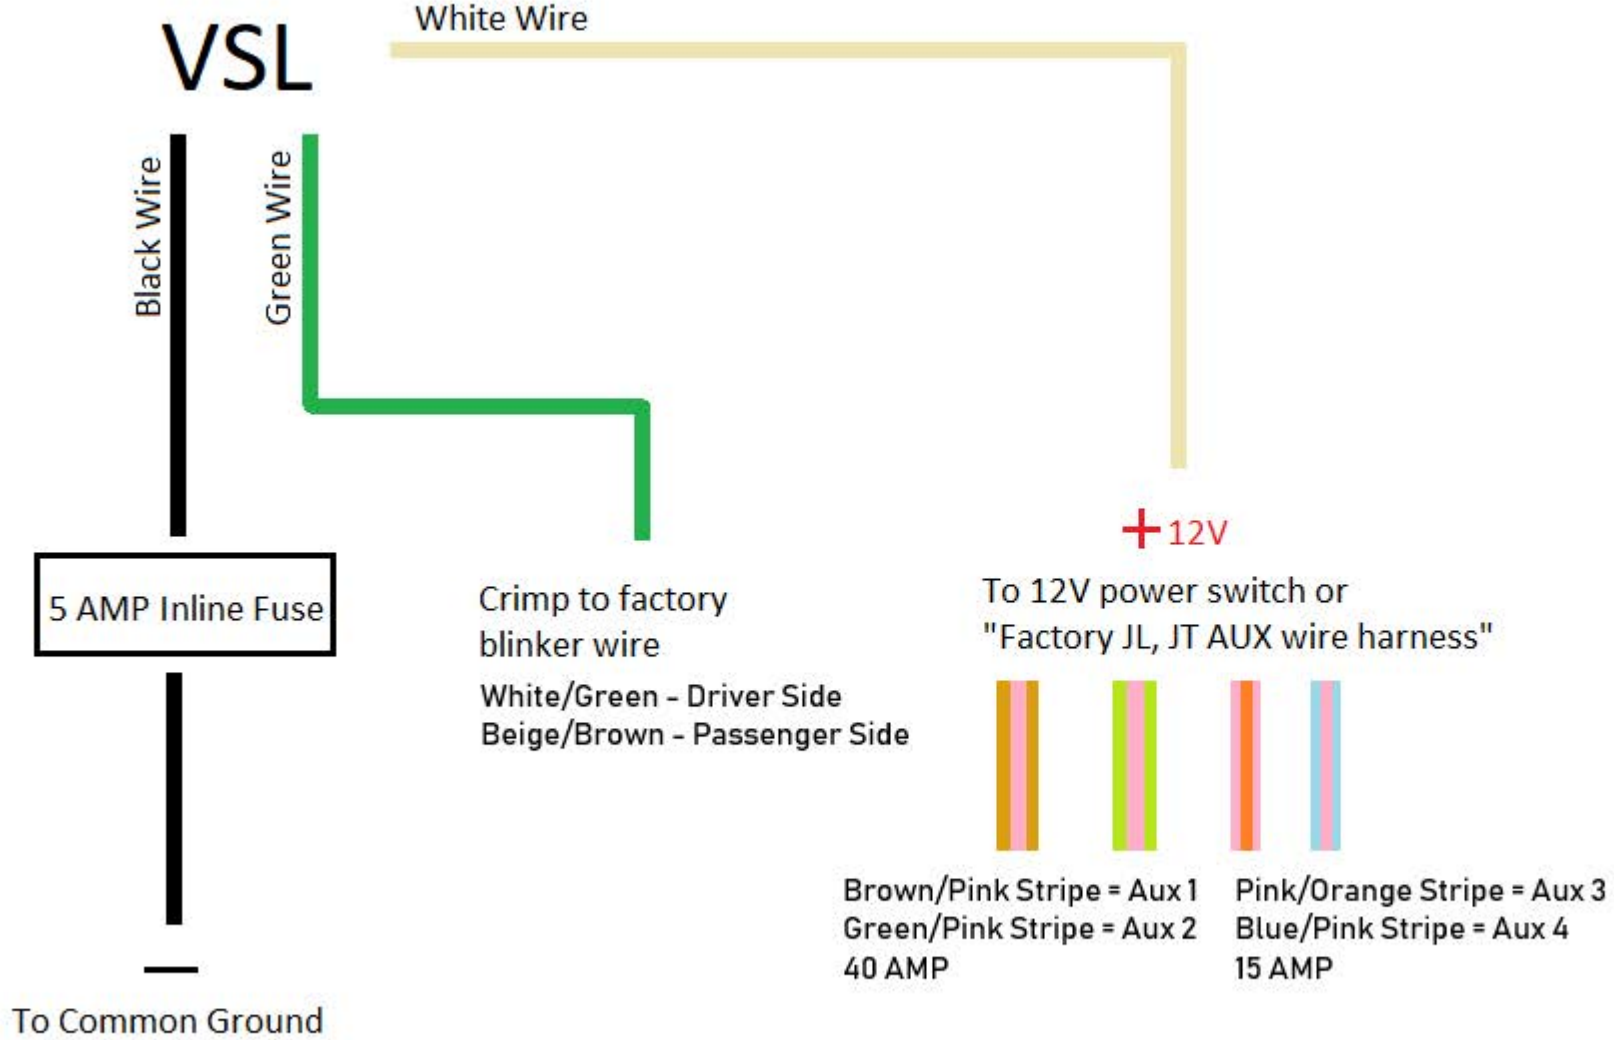 White Wire
VSL
Black Wire
Green Wire
5 AMP Inline Fuse
To Common Ground
Crimp to factory
blinker wire
White/Green - Driver Side
Beige/Brown - Passenger Side
+ 12V
To 12V power switch or
"Factory JL, JT AUX wire harness"
Brown/Pink Stripe = Aux 1
Green/Pink Stripe = Aux 2
40 AMP
Pink/Orange Stripe = Aux 3
Blue/Pink Stripe = Aux 4
15 AMP